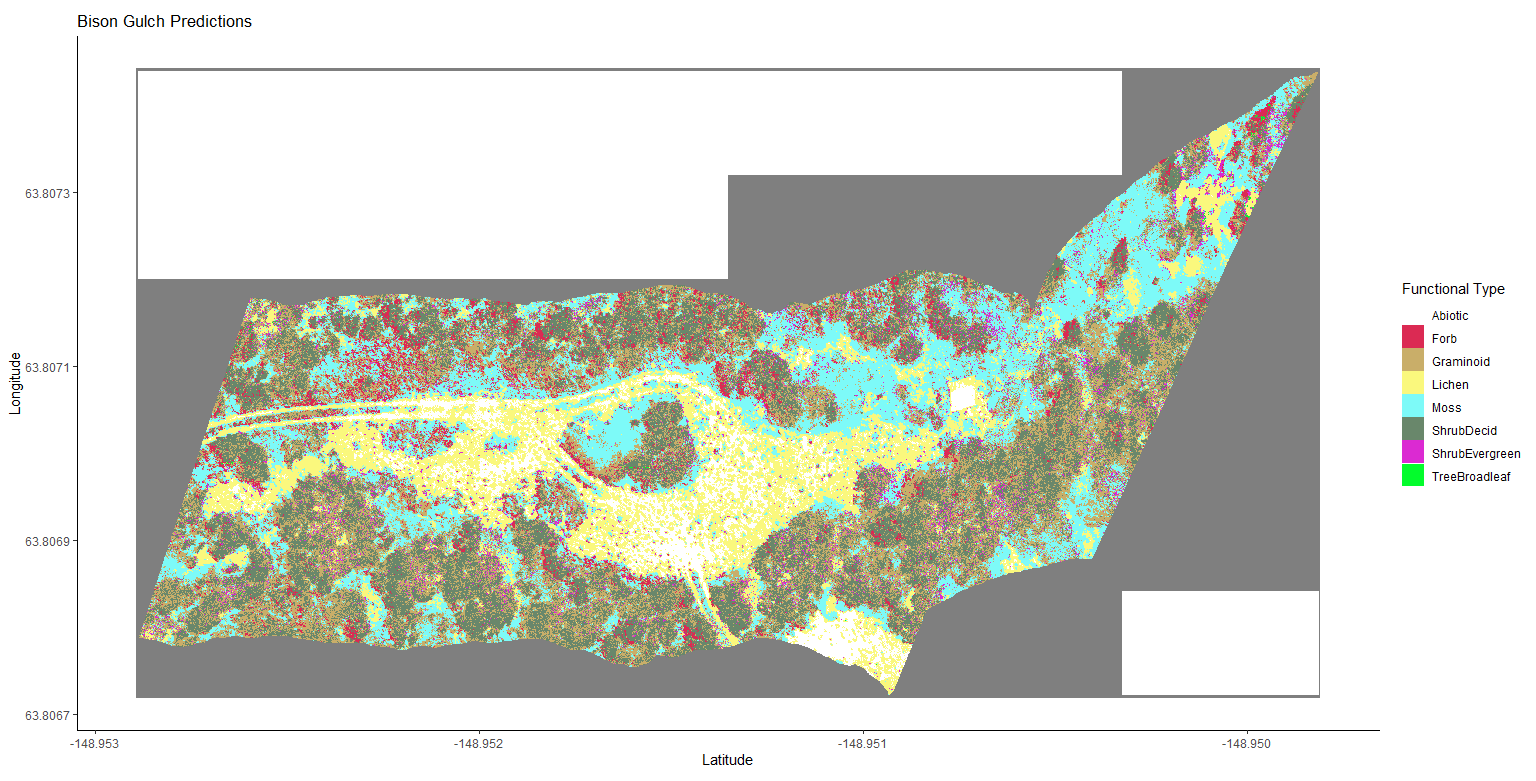 Bison Gulch Predictions
Longitude
63.8073
63.8071
63.8069
63.8067
-148.953
-148.952
-148.951
-148.950
Latitude
Functional Type
Abiotic
Forb
Graminoid
Lichen
Moss
ShrubDecid
ShrubEvergreen
TreeBroadleaf